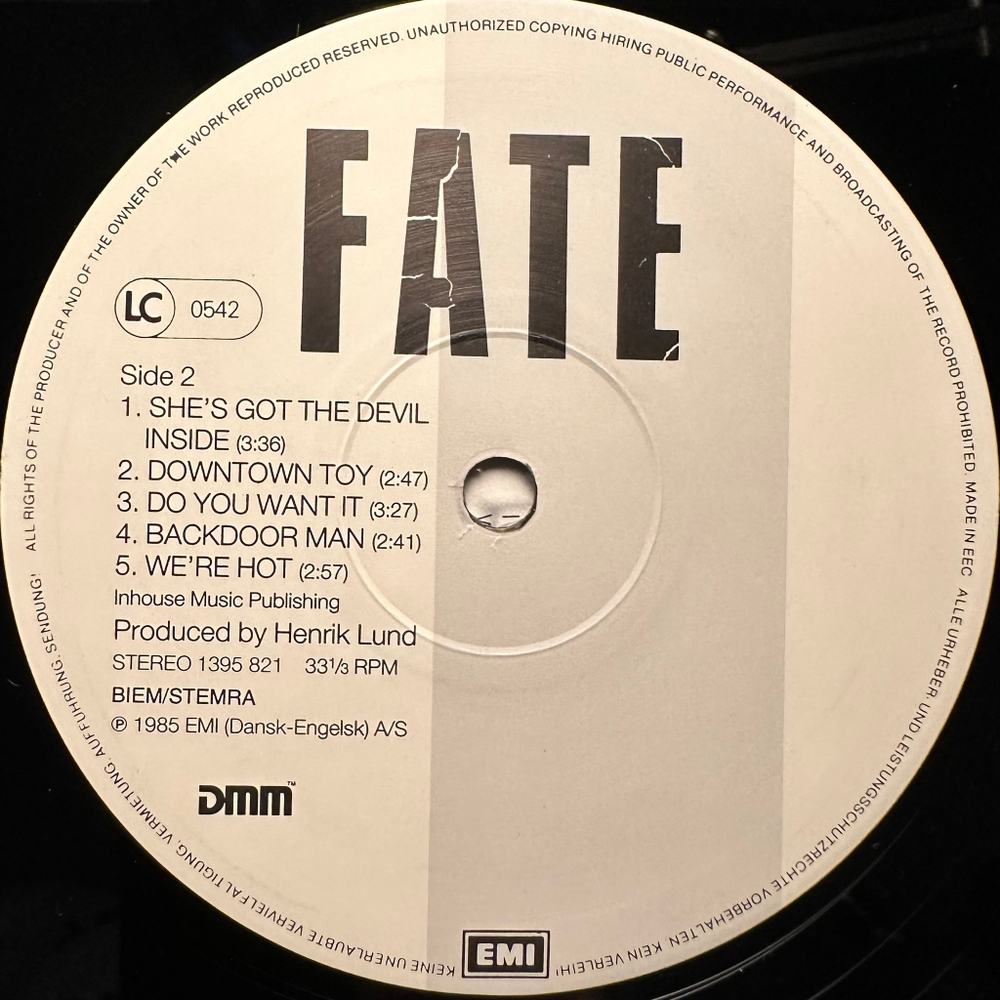 ALL RIGHTS OF THE PRODUCER AND OF THE OWNER OF THE WORK REPRODUCED RESERVED. UNAUTHORIZED COPYING HIRING PUBLIC PERFORMANCE AND BROADCASTING OF THE RECORD PROHIBITED. MADE IN EEC
FATE
LC 0542
Side 2
1. SHE'S GOT THE DEVIL
INSIDE (3:36)
2. DOWNTOWN TOY (2:47)
3. DO YOU WANT IT (3:27)
4. BACKDOOR MAN (2:41)
5. WE'RE HOT (2:57)
Inhouse Music Publishing
Produced by Henrik Lund
STEREO 1395 821 33⅓ RPM
BIEM/STEMRA
℗ 1985 EMI (Dansk-Engelsk) A/S
DMM™
ALLE URHEBER- UND LEISTUNGSSCHUTZRECHTE VORBEHALTEN. KEIN VERLEIH!
KEINE UNERLAUBTE VERVIELFÄLTIGUNG, VERMIETUNG, AUFFÜHRUNG, SENDUNG!
EMI